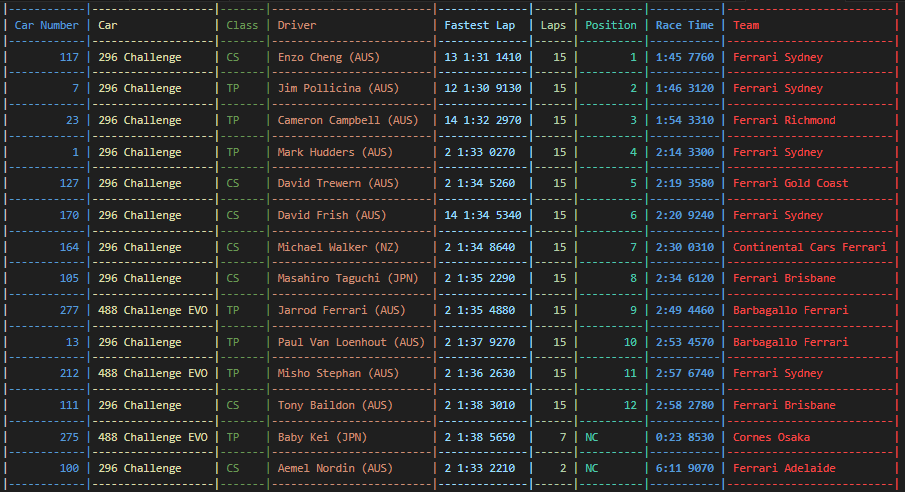 Car Number | Car | Class | Driver | Fastest Lap | Laps | Position | Race Time | Team
117 | 296 Challenge | CS | Enzo Cheng (AUS) | 13 1:31 1410 | 15 | 1 | 1:45 7760 | Ferrari Sydney
7 | 296 Challenge | TP | Jim Pollicina (AUS) | 12 1:30 9130 | 15 | 2 | 1:46 3120 | Ferrari Sydney
23 | 296 Challenge | TP | Cameron Campbell (AUS) | 14 1:32 2970 | 15 | 3 | 1:54 3310 | Ferrari Richmond
1 | 296 Challenge | TP | Mark Hudders (AUS) | 2 1:33 0270 | 15 | 4 | 2:14 3300 | Ferrari Sydney
127 | 296 Challenge | CS | David Trewern (AUS) | 2 1:34 5260 | 15 | 5 | 2:19 3580 | Ferrari Gold Coast
170 | 296 Challenge | CS | David Frish (AUS) | 14 1:34 5340 | 15 | 6 | 2:20 9240 | Ferrari Sydney
164 | 296 Challenge | CS | Michael Walker (NZ) | 2 1:34 8640 | 15 | 7 | 2:30 0310 | Continental Cars Ferrari
105 | 296 Challenge | CS | Masahiro Taguchi (JPN) | 2 1:35 2290 | 15 | 8 | 2:34 6120 | Ferrari Brisbane
277 | 488 Challenge EVO | TP | Jarrod Ferrari (AUS) | 2 1:35 4880 | 15 | 9 | 2:49 4460 | Barbagallo Ferrari
13 | 296 Challenge | TP | Paul Van Loenhout (AUS) | 2 1:37 9270 | 15 | 10 | 2:53 4570 | Barbagallo Ferrari
212 | 488 Challenge EVO | TP | Misho Stephan (AUS) | 2 1:36 2630 | 15 | 11 | 2:57 6740 | Ferrari Sydney
111 | 296 Challenge | CS | Tony Baildon (AUS) | 2 1:38 3010 | 15 | 12 | 2:58 2780 | Ferrari Brisbane
275 | 488 Challenge EVO | TP | Baby Kei (JPN) | 2 1:38 5650 | 7 | NC | 0:23 8530 | Cornes Osaka
100 | 296 Challenge | CS | Aemel Nordin (AUS) | 2 1:33 2210 | 2 | NC | 6:11 9070 | Ferrari Adelaide